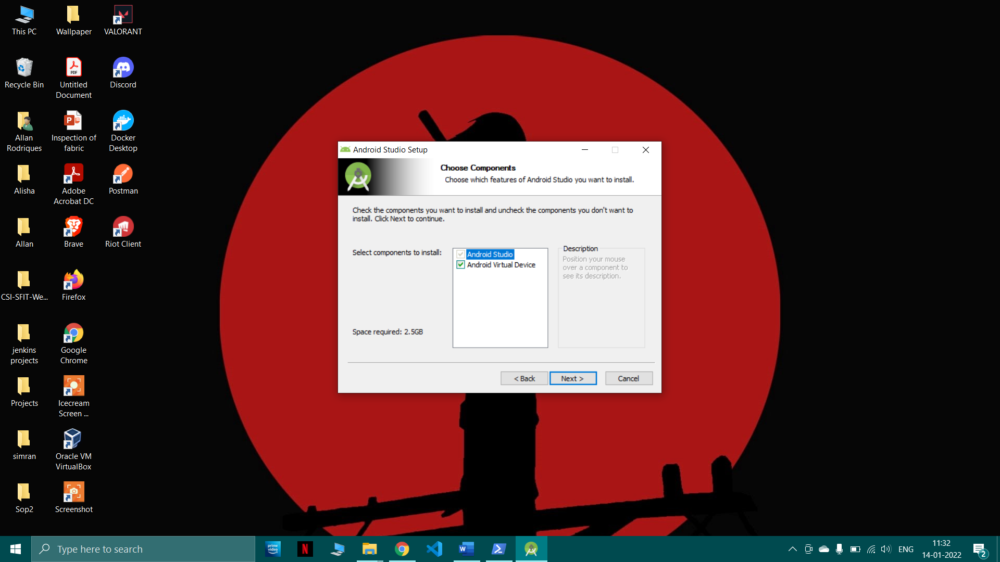 This PC
Wallpaper
VALORANT
Recycle Bin
PDF
Untitled
Document
Discord
Allan
Rodriques
P
Inspection of
fabric
Docker
Desktop
Alisha
Adobe
Acrobat DC
Postman
Allan
Brave
Riot Client
CSI-SFIT-We...
Firefox
jenkins
projects
Google
Chrome
Projects
Icecream
Screen ...
simran
Oracle VM
VirtualBox
Sop2
Screenshot
Android Studio Setup
Choose Components
Choose which features of Android Studio you want to install.
Check the components you want to install and uncheck the components you don't want to
install. Click Next to continue.
Select components to install:
Android Studio
Android Virtual Device
Description
Position your mouse
over a component to
see its description.
Space required: 2.5GB
< Back
Next >
Cancel
Type here to search
prime
video
N
W
ENG
11:32
14-01-2022
2